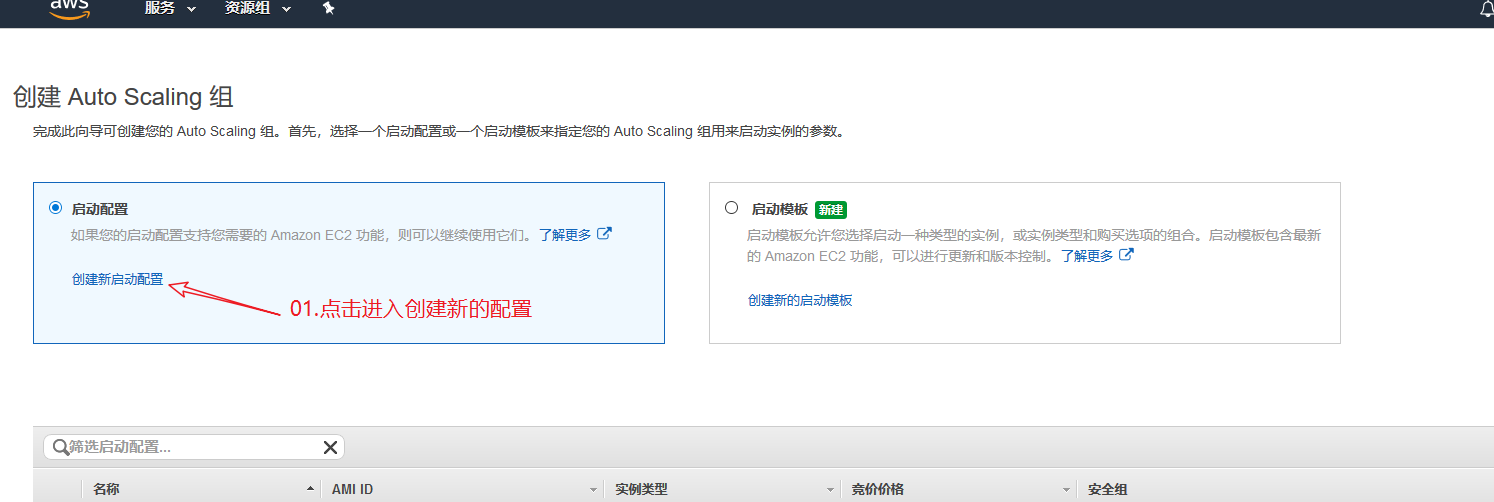 aws 服务 资源组
创建 Auto Scaling 组
完成此向导可创建您的 Auto Scaling 组。首先，选择一个启动配置或一个启动模板来指定您的 Auto Scaling 组用来启动实例的参数。
启动配置
如果您的启动配置支持您需要的 Amazon EC2 功能，则可以继续使用它们。了解更多
创建新启动配置
01.点击进入创建新的配置
启动模板 新建
启动模板允许您选择启动一种类型的实例，或实例类型和购买选项的组合。启动模板包含最新
的 Amazon EC2 功能，可以进行更新和版本控制。了解更多
创建新的启动模板
筛选启动配置...
名称 AMI ID 实例类型 竞价价格 安全组